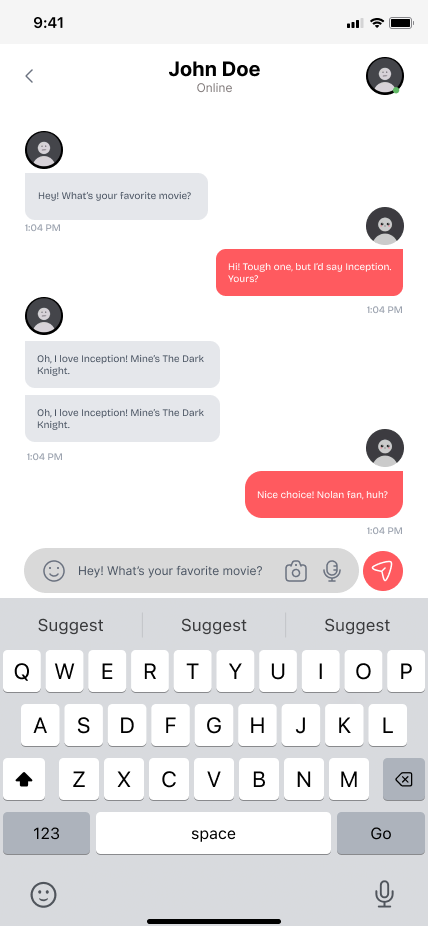 9:41
John Doe
Online
Hey! What's your favorite movie?
1:04 PM
Hi! Tough one, but I'd say Inception.
Yours?
1:04 PM
Oh, I love Inception! Mine's The Dark
Knight.
Oh, I love Inception! Mine's The Dark
Knight.
1:04 PM
Nice choice! Nolan fan, huh?
1:04 PM
Hey! What's your favorite movie?
Suggest Suggest Suggest
Q W E R T Y U I O P
A S D F G H J K L
Z X C V B N M
123 space Go